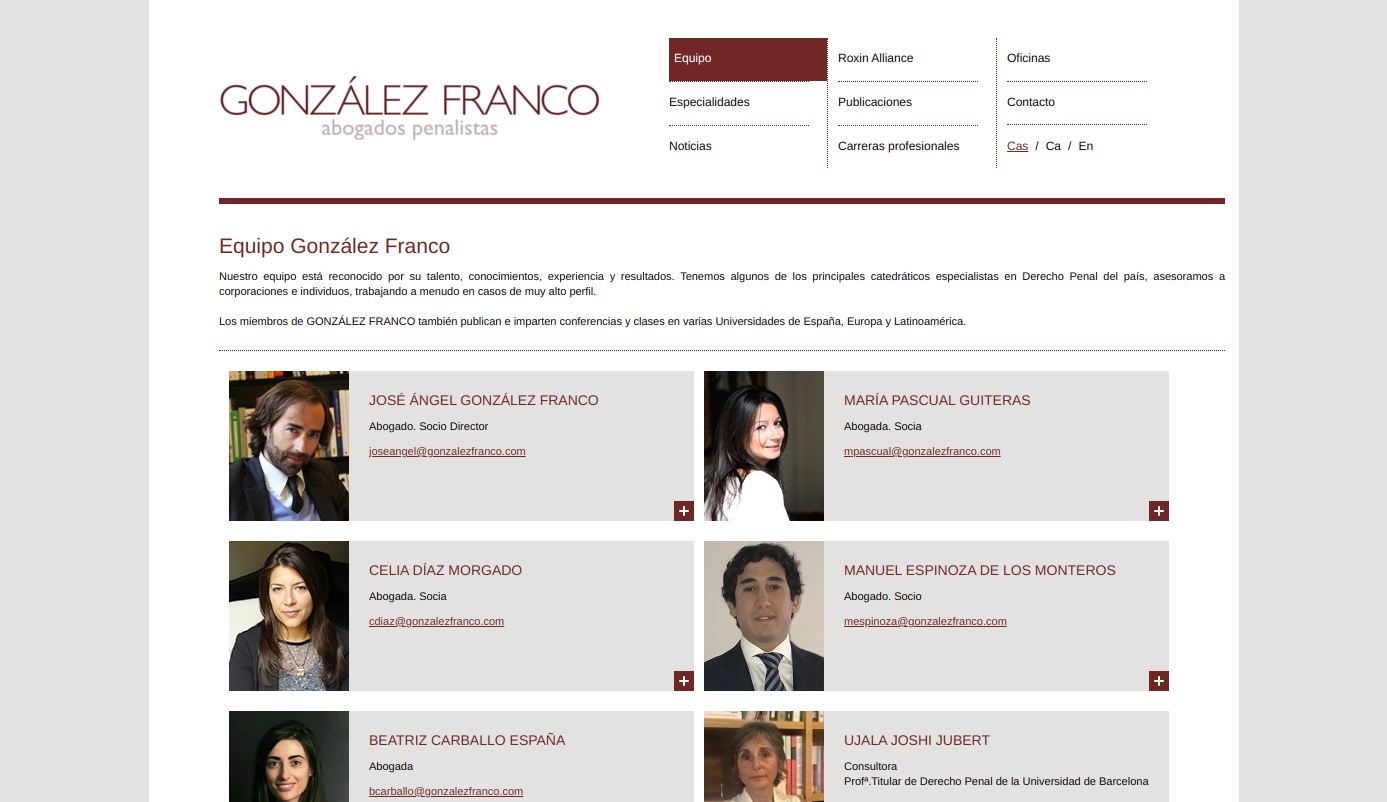 GONZÁLEZ FRANCO
abogados penalistas
Equipo
Roxin Alliance
Oficinas
Especialidades
Publicaciones
Contacto
Noticias
Carreras profesionales
Cas / Ca / En
Equipo González Franco
Nuestro equipo está reconocido por su talento, conocimientos, experiencia y resultados. Tenemos algunos de los principales catedráticos especialistas en Derecho Penal del país, asesoramos a
corporaciones e individuos, trabajando a menudo en casos de muy alto perfil.
Los miembros de GONZÁLEZ FRANCO también publican e imparten conferencias y clases en varias Universidades de España, Europa y Latinoamérica.
JOSÉ ÁNGEL GONZÁLEZ FRANCO
Abogado. Socio Director
joseangel@gonzalezfranco.com
+
MARÍA PASCUAL GUITERAS
Abogada. Socia
mpascual@gonzalezfranco.com
+
CELIA DÍAZ MORGADO
Abogada. Socia
cdiaz@gonzalezfranco.com
+
MANUEL ESPINOZA DE LOS MONTEROS
Abogado. Socio
mespinoza@gonzalezfranco.com
+
BEATRIZ CARBALLO ESPAÑA
Abogada
bcarballo@gonzalezfranco.com
UJALA JOSHI JUBERT
Consultora
Profª.Titular de Derecho Penal de la Universidad de Barcelona